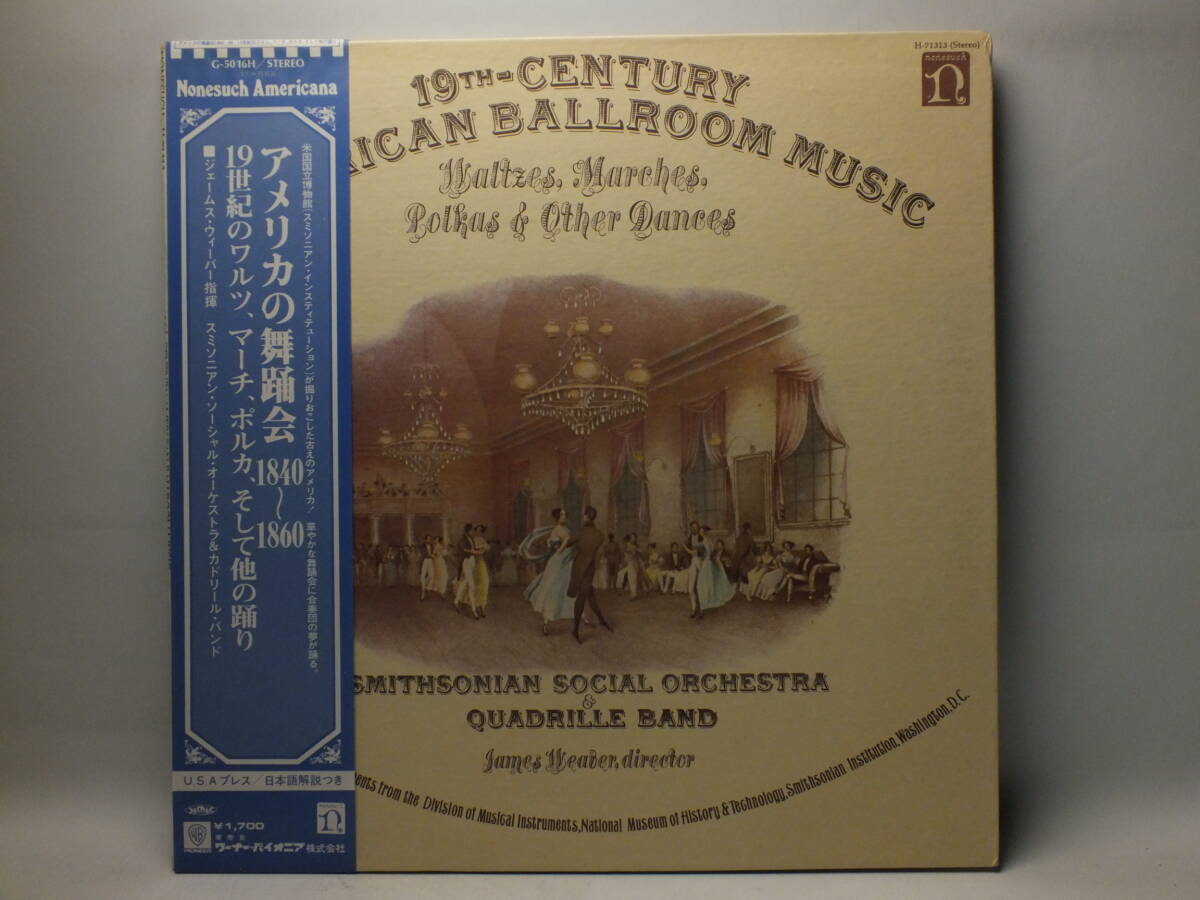 G-5016H/STEREO
Nonesuch Americana
米国国立博物館(スミソニアン・インスティテューション)が掘りおこした古えのアメリカ! 華やかな舞踊会に合奏団の夢が踊る。
アメリカの舞踊会 1840〜1860
19世紀のワルツ、マーチ、ポルカ、そして他の踊り
■ジェームス・ウィーバー指揮 スミソニアン・ソーシャル・オーケストラ&カドリール・バンド
U.S.Aプレス/日本語解説つき
¥1,700
発売元
ワーナー・パイオニア株式会社
WB
PIONEER
nonesuch
n
H-71313 (Stereo)
nonesuch
n
19TH-CENTURY
ICAN BALLROOM MUSIC
Waltzes, Marches,
Polkas & Other Dances
SMITHSONIAN SOCIAL ORCHESTRA
&
QUADRILLE BAND
James Weaver, director
ents from the Division of Musical Instruments, National Museum of History & Technology, Smithsonian Institution, Washington, D.C.